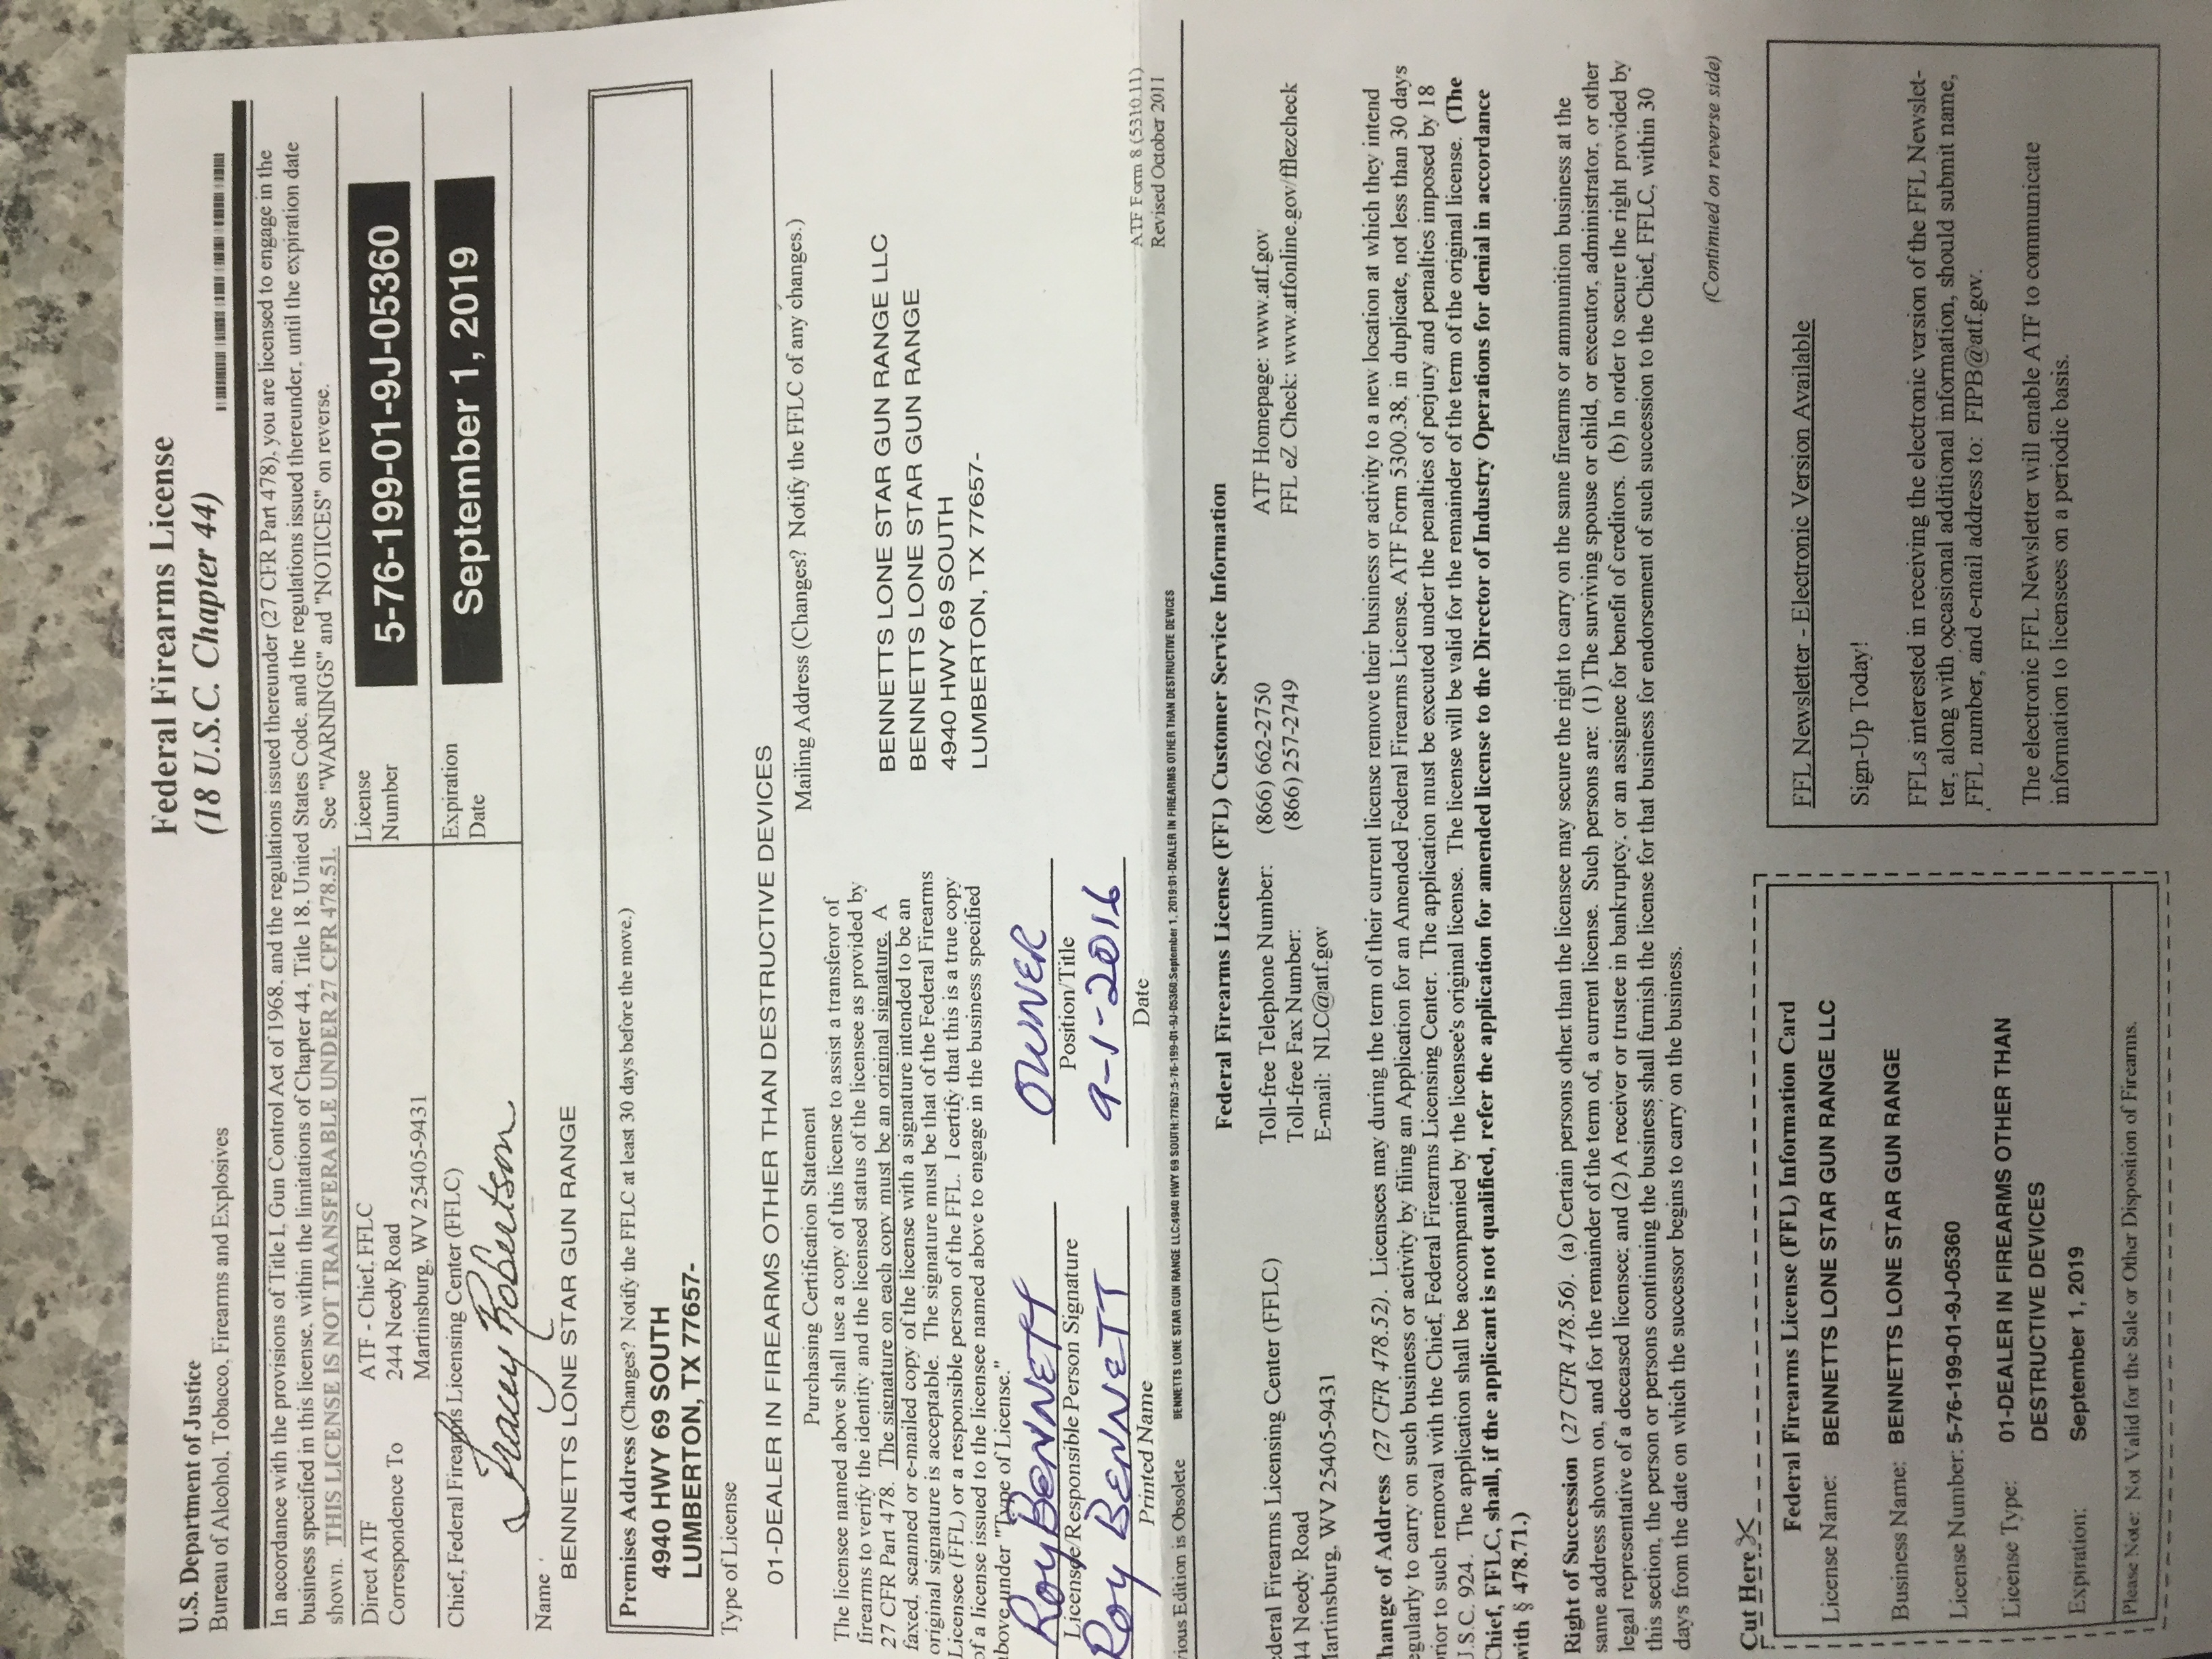 U.S. Department of Justice
Bureau of Alcohol, Tobacco, Firearms and Explosives
Federal Firearms License
(18 U.S.C. Chapter 44)
In accordance with the provisions of Title I, Gun Control Act of 1968, and the regulations issued thereunder (27 CFR Part 478), you are licensed to engage in the
business specified in this license, within the limitations of Chapter 44, Title 18, United States Code, and the regulations issued thereunder, until the expiration date
shown. THIS LICENSE IS NOT TRANSFERABLE UNDER 27 CFR 478.51. See "WARNINGS" and "NOTICES" on reverse.
Direct ATF
Correspondence To
ATF - Chief, FFLC
244 Needy Road
Martinsburg, WV 25405-9431
License
Number
5-76-199-01-9J-05360
Chief, Federal Firearms Licensing Center (FFLC)
Tracey Robertson
Expiration
Date
September 1, 2019
Name
BENNETTS LONE STAR GUN RANGE
Premises Address (Changes? Notify the FFLC at least 30 days before the move.)
4940 HWY 69 SOUTH
LUMBERTON, TX 77657-
Type of License
01-DEALER IN FIREARMS OTHER THAN DESTRUCTIVE DEVICES
Purchasing Certification Statement
The licensee named above shall use a copy of this license to assist a transferor of
firearms to verify the identity and the licensed status of the licensee as provided by
27 CFR Part 478. The signature on each copy must be an original signature. A
faxed, scanned or e-mailed copy of the license with a signature intended to be an
original signature is acceptable. The signature must be that of the Federal Firearms
Licensee (FFL) or a responsible person of the FFL. I certify that this is a true copy
of a license issued to the licensee named above to engage in the business specified
above under "Type of License."
Mailing Address (Changes? Notify the FFLC of any changes.)
BENNETTS LONE STAR GUN RANGE LLC
BENNETTS LONE STAR GUN RANGE
4940 HWY 69 SOUTH
LUMBERTON, TX 77657-
Roy BENNETT
Licensee/Responsible Person Signature
OWNER
Position/Title
Roy BENNETT
Printed Name
9-1-2016
Date
ATF Form 8 (5310.11)
Revised October 2011
vious Edition is Obsolete
BENNETTS LONE STAR GUN RANGE LLC:4940 HWY 69 SOUTH:77657:5-76-199-01-9J-05360:September 1, 2019:01-DEALER IN FIREARMS OTHER THAN DESTRUCTIVE DEVICES
Federal Firearms License (FFL) Customer Service Information
ederal Firearms Licensing Center (FFLC)
44 Needy Road
Martinsburg, WV 25405-9431
Toll-free Telephone Number: (866) 662-2750
Toll-free Fax Number: (866) 257-2749
E-mail: NLC@atf.gov
ATF Homepage: www.atf.gov
FFL eZ Check: www.atfonline.gov/fflezcheck
hange of Address (27 CFR 478.52). Licensees may during the term of their current license remove their business or activity to a new location at which they intend
egularly to carry on such business or activity by filing an Application for an Amended Federal Firearms License, ATF Form 5300.38, in duplicate, not less than 30 days
rior to such removal with the Chief, Federal Firearms Licensing Center. The application must be executed under the penalties of perjury and penalties imposed by 18
U.S.C. 924. The application shall be accompanied by the licensee's original license. The license will be valid for the remainder of the term of the original license. (The
Chief, FFLC, shall, if the applicant is not qualified, refer the application for amended license to the Director of Industry Operations for denial in accordance
with § 478.71.)
Right of Succession (27 CFR 478.56). (a) Certain persons other than the licensee may secure the right to carry on the same firearms or ammunition business at the
same address shown on, and for the remainder of the term of, a current license. Such persons are: (1) The surviving spouse or child, or executor, administrator, or other
legal representative of a deceased licensee; and (2) A receiver or trustee in bankruptcy, or an assignee for benefit of creditors. (b) In order to secure the right provided by
this section, the person or persons continuing the business shall furnish the license for that business for endorsement of such succession to the Chief, FFLC, within 30
days from the date on which the successor begins to carry on the business.
(Continued on reverse side)
Cut Here
Federal Firearms License (FFL) Information Card
License Name: BENNETTS LONE STAR GUN RANGE LLC
Business Name: BENNETTS LONE STAR GUN RANGE
License Number: 5-76-199-01-9J-05360
License Type: 01-DEALER IN FIREARMS OTHER THAN
DESTRUCTIVE DEVICES
Expiration: September 1, 2019
Please Note: Not Valid for the Sale or Other Disposition of Firearms.
FFL Newsletter - Electronic Version Available
Sign-Up Today!
FFLs interested in receiving the electronic version of the FFL Newslet-
ter, along with occasional additional information, should submit name,
FFL number, and e-mail address to: FIPB@atf.gov.
The electronic FFL Newsletter will enable ATF to communicate
information to licensees on a periodic basis.